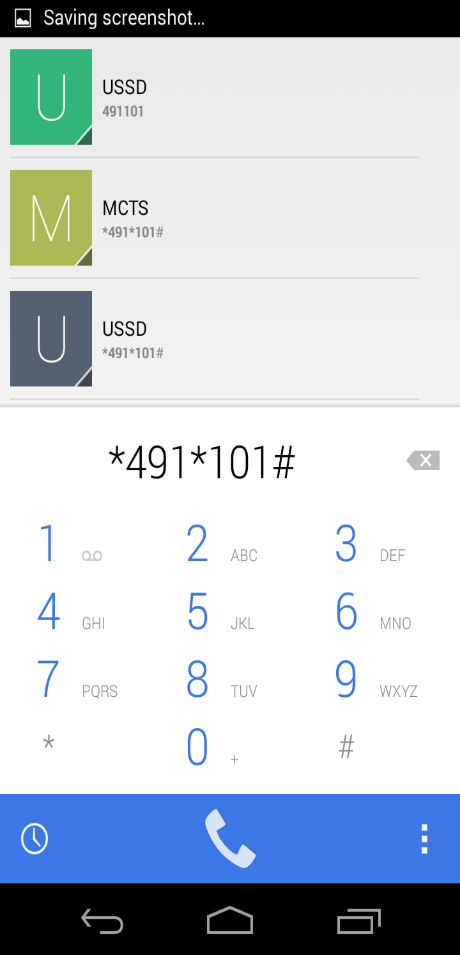 Saving screenshot...
U
USSD
491101
M
MCTS
*491*101#
U
USSD
*491*101#
*491*101#
1 2 ABC 3 DEF
4 GHI 5 JKL 6 MNO
7 PQRS 8 TUV 9 WXYZ
* 0 + #